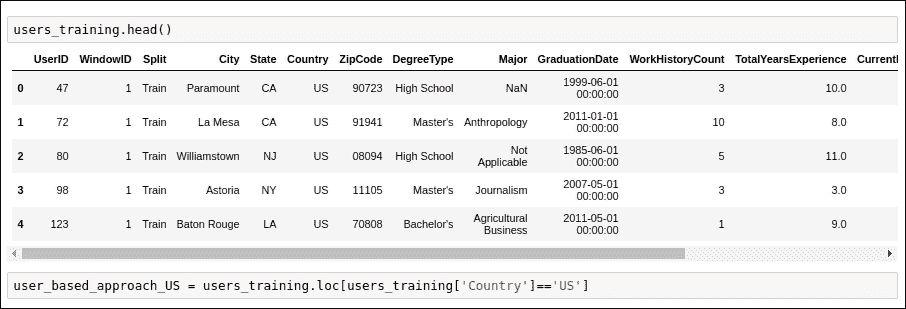 users_training.head()
UserID WindowID Split City State Country ZipCode DegreeType Major GraduationDate WorkHistoryCount TotalYearsExperience Currentl
0 47 1 Train Paramount CA US 90723 High School NaN 1999-06-01 00:00:00 3 10.0
1 72 1 Train La Mesa CA US 91941 Master's Anthropology 2011-01-01 00:00:00 10 8.0
2 80 1 Train Williamstown NJ US 08094 High School Not Applicable 1985-06-01 00:00:00 5 11.0
3 98 1 Train Astoria NY US 11105 Master's Journalism 2007-05-01 00:00:00 3 3.0
4 123 1 Train Baton Rouge LA US 70808 Bachelor's Agricultural Business 2011-05-01 00:00:00 1 9.0
user_based_approach_US = users_training.loc[users_training['Country']=='US']